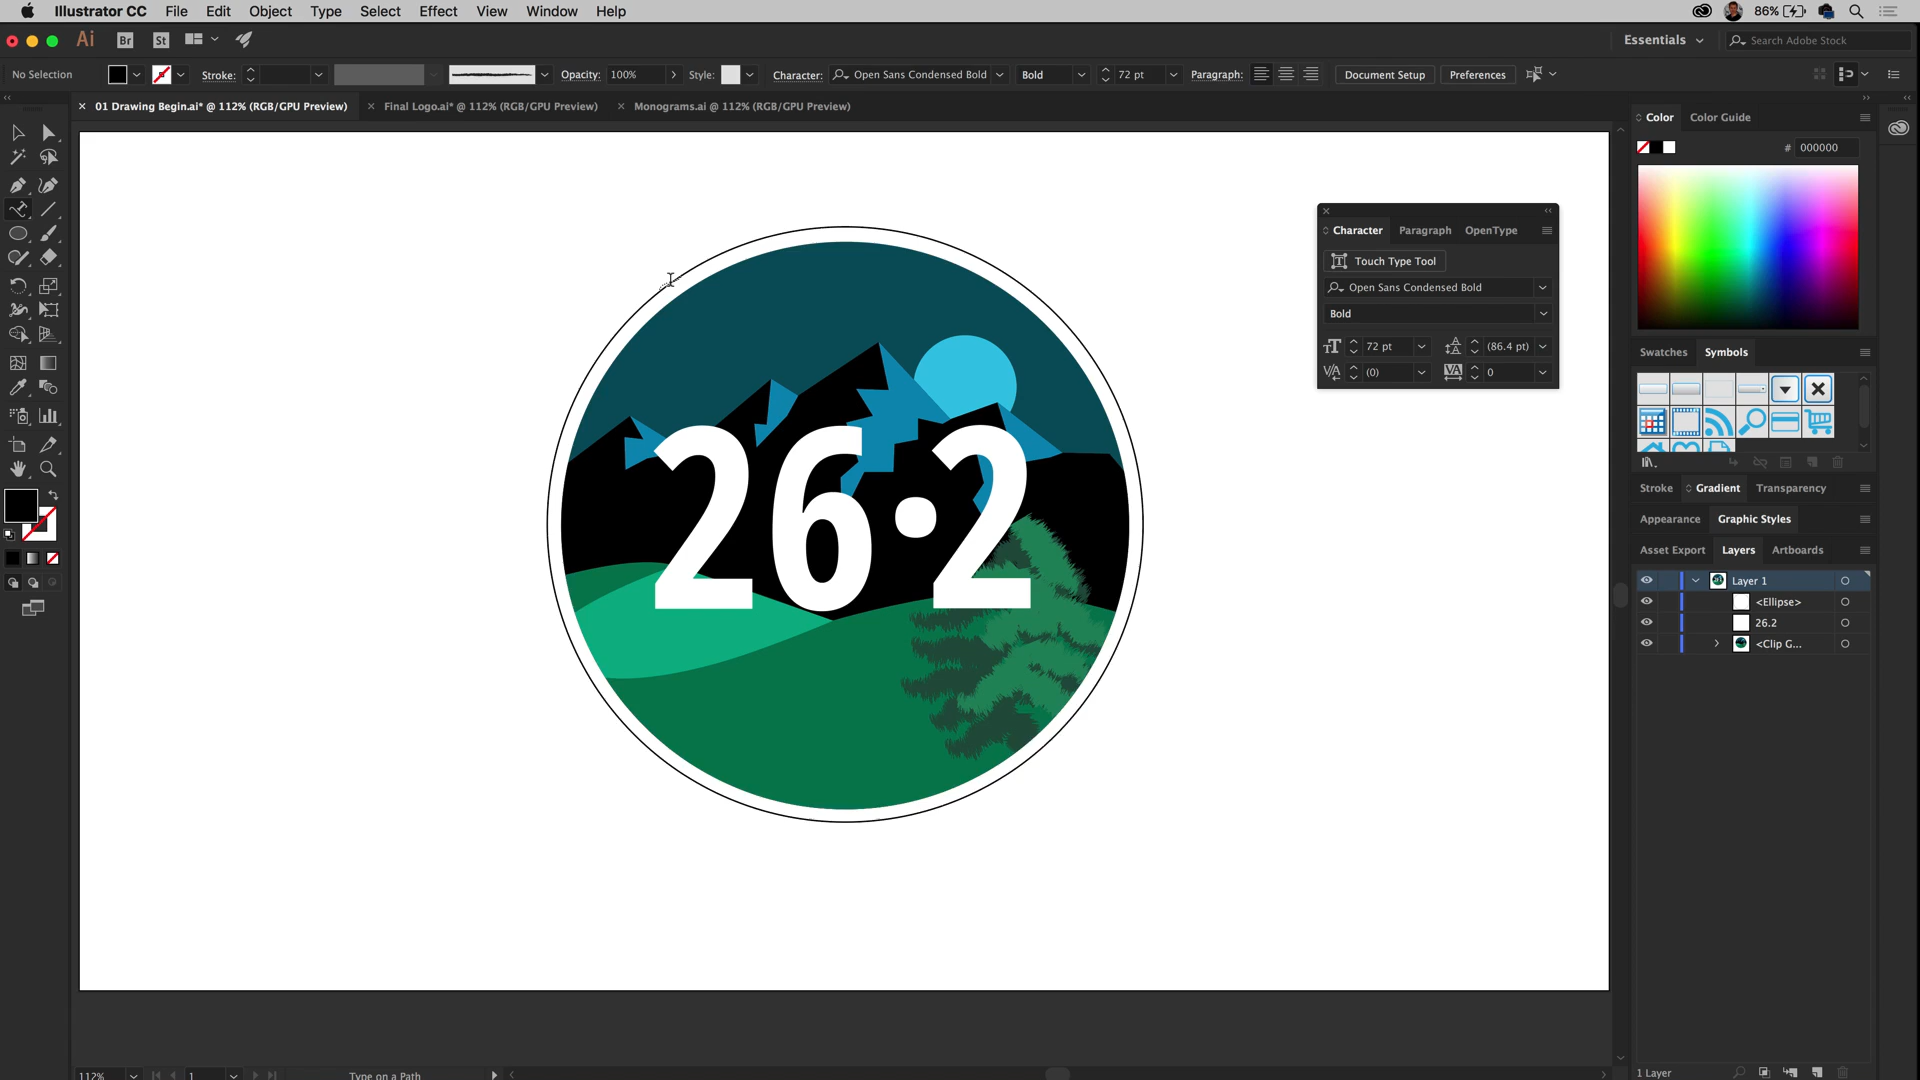 Illustrator CC File Edit Object Type Select Effect View Window Help 86%
Ai Br St Essentials Search Adobe Stock
No Selection Stroke: Opacity: 100% Style: Character: Open Sans Condensed Bold Bold 72 pt Paragraph: Document Setup Preferences
01 Drawing Begin.ai* @ 112% (RGB/GPU Preview) Final Logo.ai* @ 112% (RGB/GPU Preview) Monograms.ai @ 112% (RGB/GPU Preview)
Color Color Guide
# 000000
Character Paragraph OpenType
Touch Type Tool
Open Sans Condensed Bold
Bold
72 pt (86.4 pt)
(0) 0
26·2
Swatches Symbols
Stroke Gradient Transparency
Appearance Graphic Styles
Asset Export Layers Artboards
Layer 1
<Ellipse>
26.2
<Clip G...
1 Layer
112% 1 Type on a Path